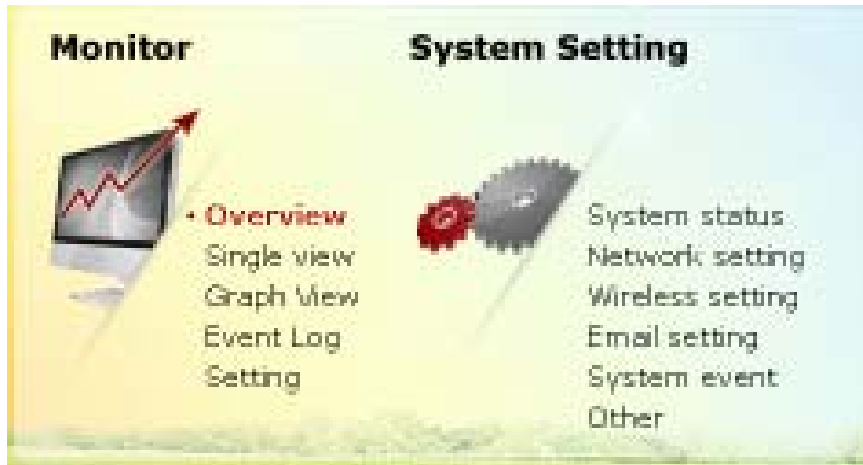 Monitor
• Overview
Single view
Graph View
Event Log
Setting
System Setting
System status
Network setting
Wireless setting
Email setting
System event
Other